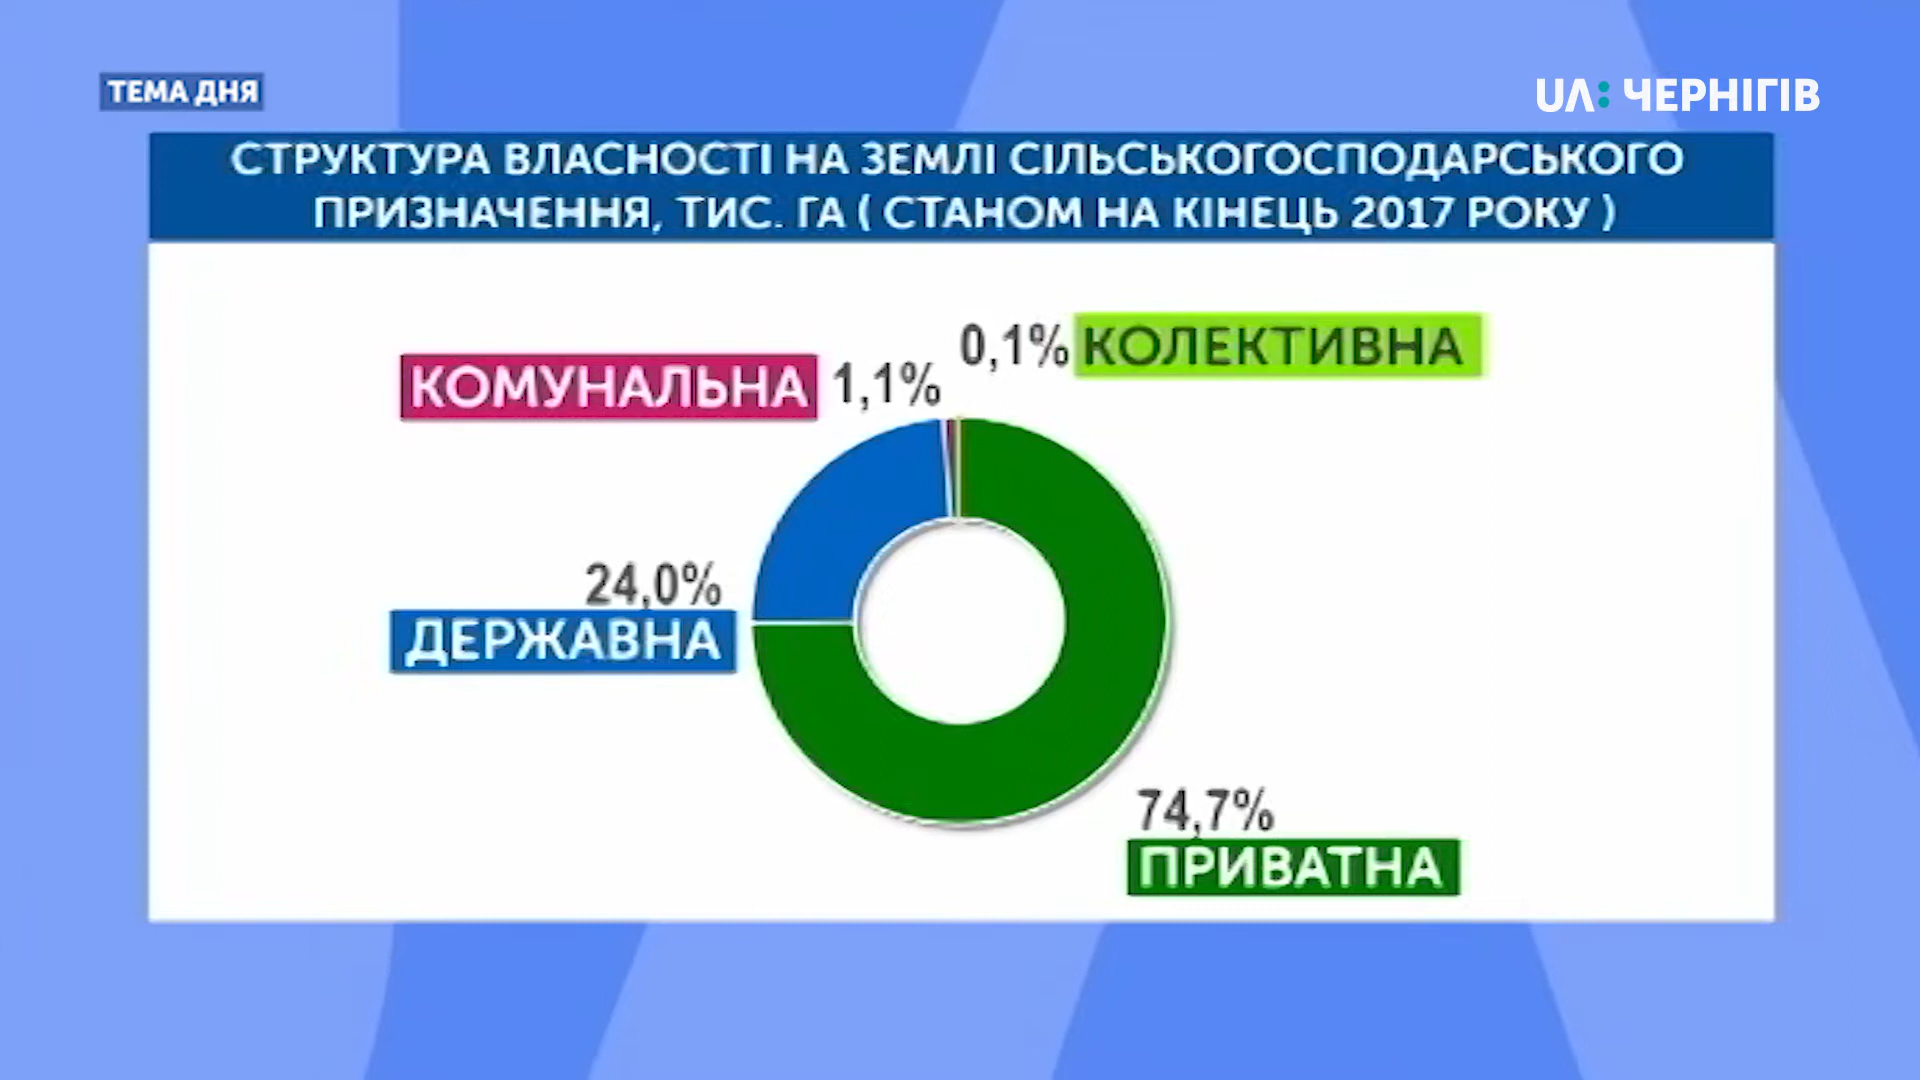 ТЕМА ДНЯ
UA: ЧЕРНІГІВ
СТРУКТУРА ВЛАСНОСТІ НА ЗЕМЛІ СІЛЬСЬКОГОСПОДАРСЬКОГО
ПРИЗНАЧЕННЯ, ТИС. ГА ( СТАНОМ НА КІНЕЦЬ 2017 РОКУ )
0,1% КОЛЕКТИВНА
КОМУНАЛЬНА 1,1%
24,0%
ДЕРЖАВНА
74,7%
ПРИВАТНА